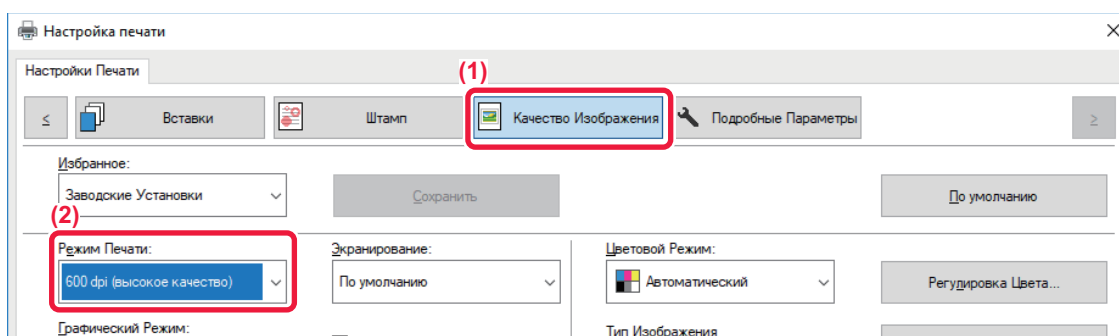 Настройка печати
Настройки Печати
(1)
≤ Вставки Штамп Качество Изображения Подробные Параметры ≥
Избранное:
Заводские Установки Сохранить По умолчанию
(2)
Режим Печати: Экранирование: Цветовой Режим:
600 dpi (высокое качество) По умолчанию Автоматический Регулировка Цвета...
Графический Режим: Тип Изображения